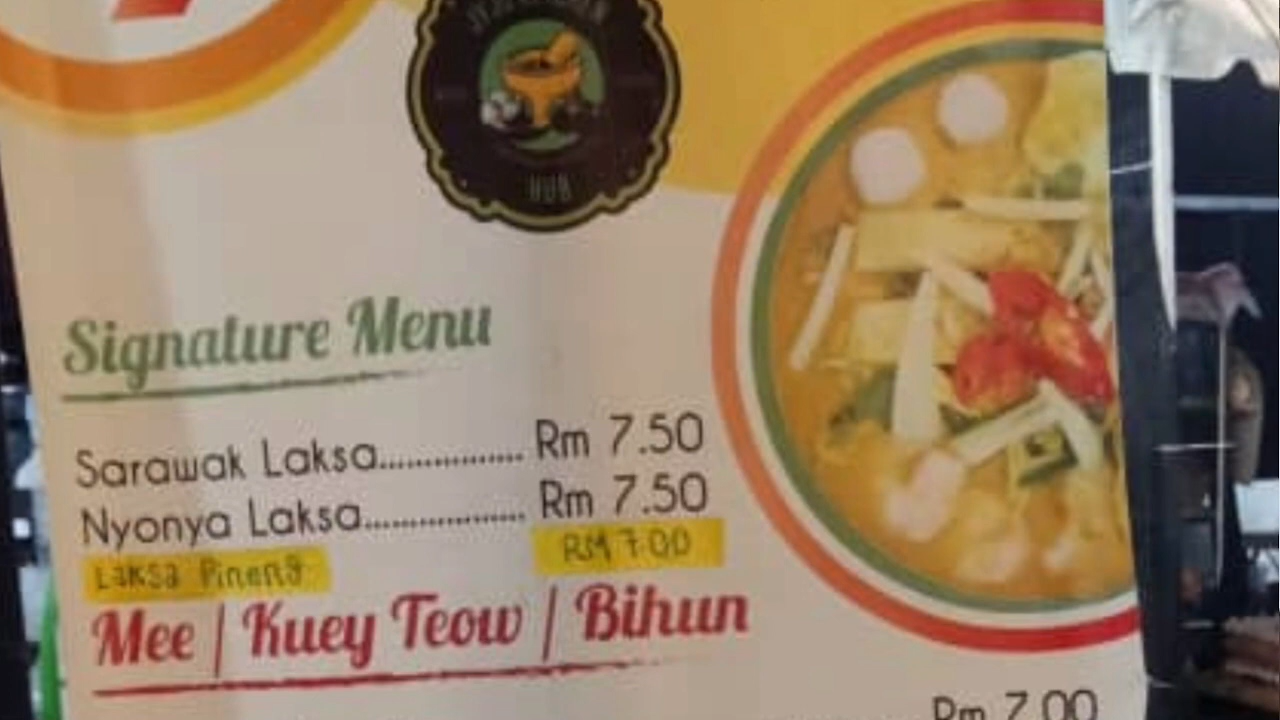 HUB
Signature Menu
Sarawak Laksa................ Rm 7.50
Nyonya Laksa................. Rm 7.50
Laksa Pineng RM 7.00
Mee | Kuey Teow | Bihun
Rm 7.00